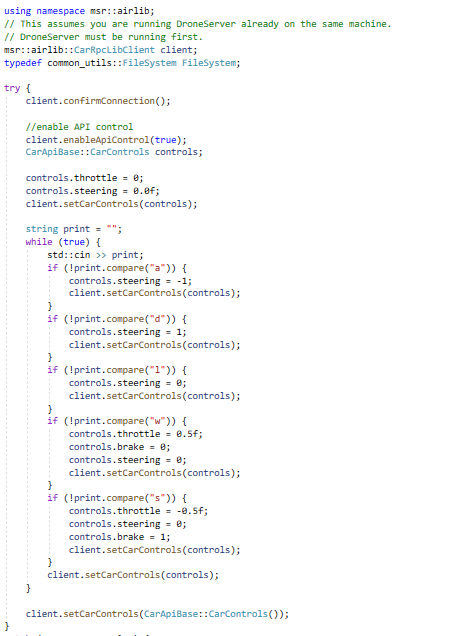 using namespace msr::airlib;
// This assumes you are running DroneServer already on the same machine.
// DroneServer must be running first.
msr::airlib::CarRpcLibClient client;
typedef common_utils::FileSystem FileSystem;

try {
    client.confirmConnection();

    //enable API control
    client.enableApiControl(true);
    CarApiBase::CarControls controls;

    controls.throttle = 0;
    controls.steering = 0.0f;
    client.setCarControls(controls);

    string print = "";
    while (true) {
        std::cin >> print;
        if (!print.compare("a")) {
            controls.steering = -1;
            client.setCarControls(controls);
        }
        if (!print.compare("d")) {
            controls.steering = 1;
            client.setCarControls(controls);
        }
        if (!print.compare("l")) {
            controls.steering = 0;
            client.setCarControls(controls);
        }
        if (!print.compare("w")) {
            controls.throttle = 0.5f;
            controls.brake = 0;
            controls.steering = 0;
            client.setCarControls(controls);
        }
        if (!print.compare("s")) {
            controls.throttle = -0.5f;
            controls.steering = 0;
            controls.brake = 1;
            client.setCarControls(controls);
        }
        client.setCarControls(controls);
    }

    client.setCarControls(CarApiBase::CarControls());
}